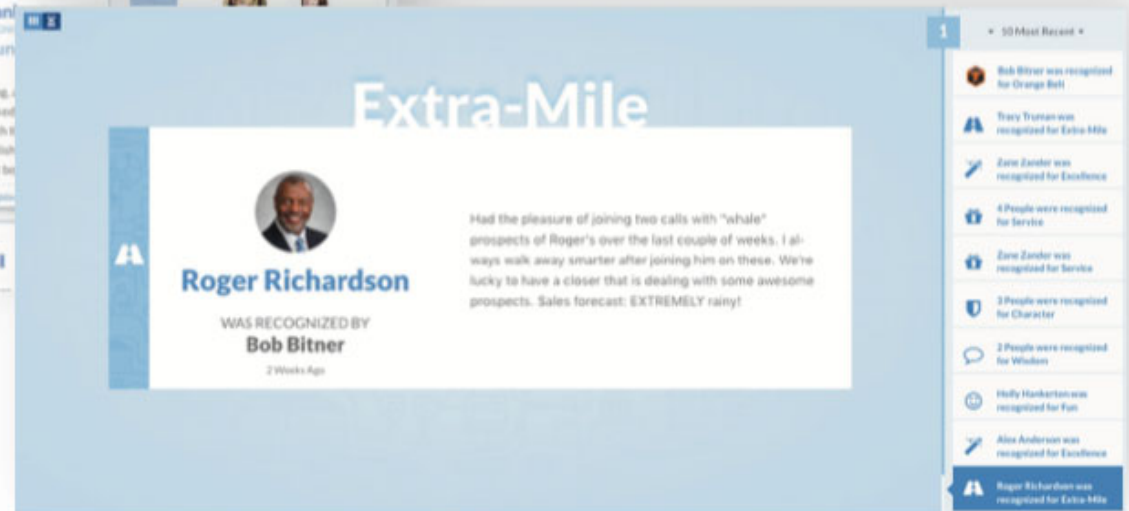 Extra-Mile
Roger Richardson
WAS RECOGNIZED BY
Bob Bitner
2 Weeks Ago
Had the pleasure of joining two calls with "whale"
prospects of Roger's over the last couple of weeks. I al-
ways walk away smarter after joining him on these. We're
lucky to have a closer that is dealing with some awesome
prospects. Sales forecast: EXTREMELY rainy!
1
10 Most Recent
Bob Bitner was recognized
for Orange Belt
Tracy Truman was
recognized for Extra-Mile
Zane Zander was
recognized for Excellence
4 People were recognized
for Service
Zane Zander was
recognized for Service
3 People were recognized
for Character
2 People were recognized
for Wisdom
Holly Hankerton was
recognized for Fun
Alex Anderson was
recognized for Excellence
Roger Richardson was
recognized for Extra-Mile